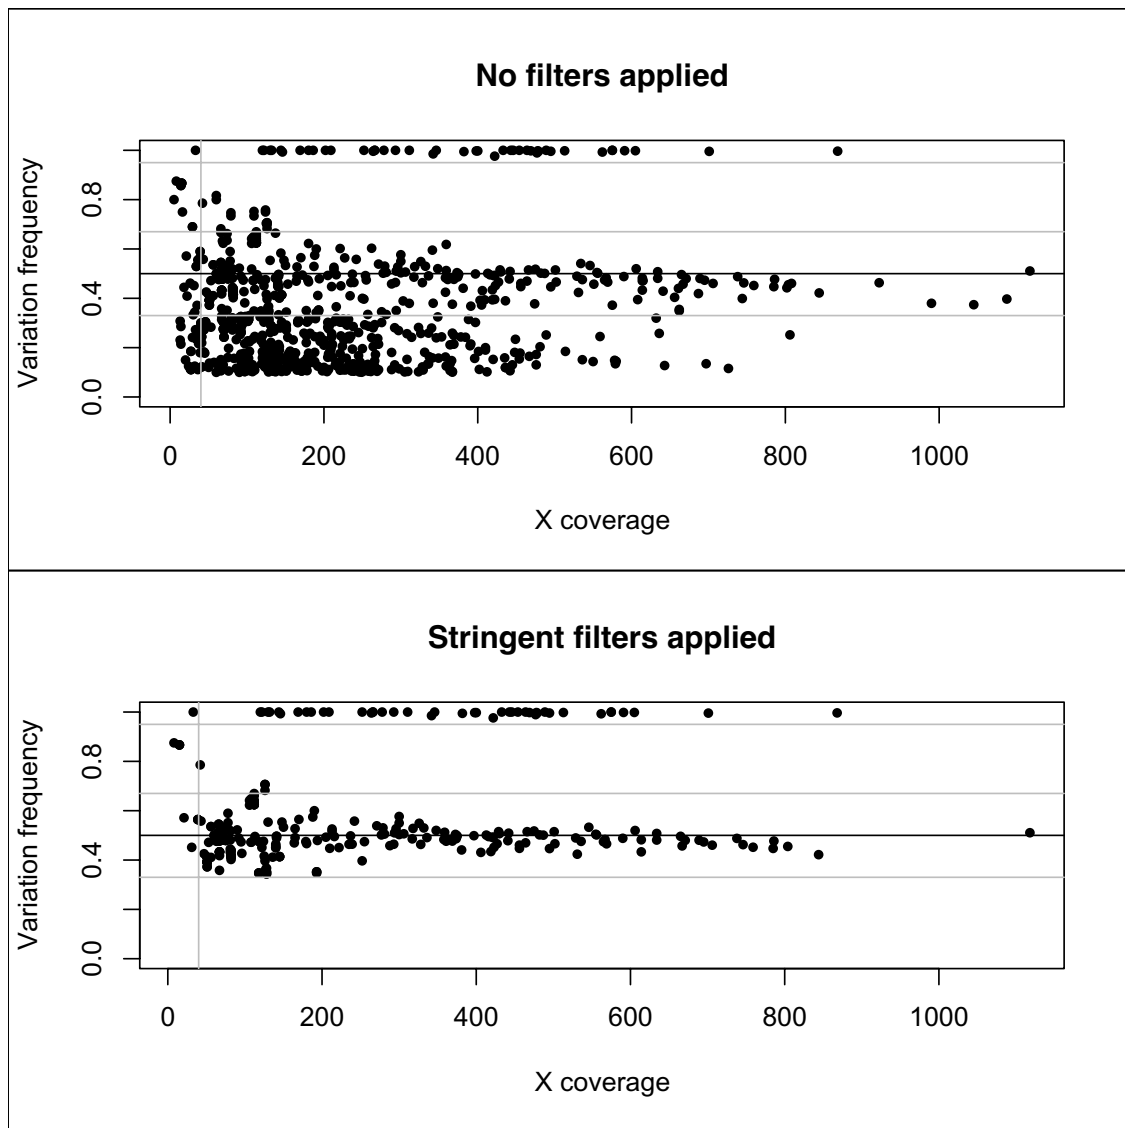 No filters applied
Variation frequency
0.8
0.4
0.0
0 200 400 600 800 1000
X coverage
Stringent filters applied
Variation frequency
0.8
0.4
0.0
0 200 400 600 800 1000
X coverage